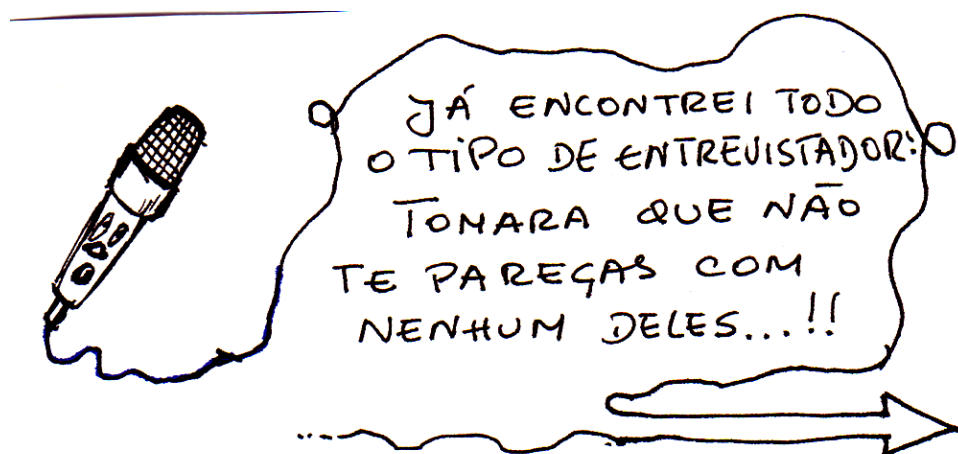 JÁ ENCONTREI TODO
O TIPO DE ENTREVISTADOR:
TOMARA QUE NÃO
TE PAREÇAS COM
NENHUM DELES...!!